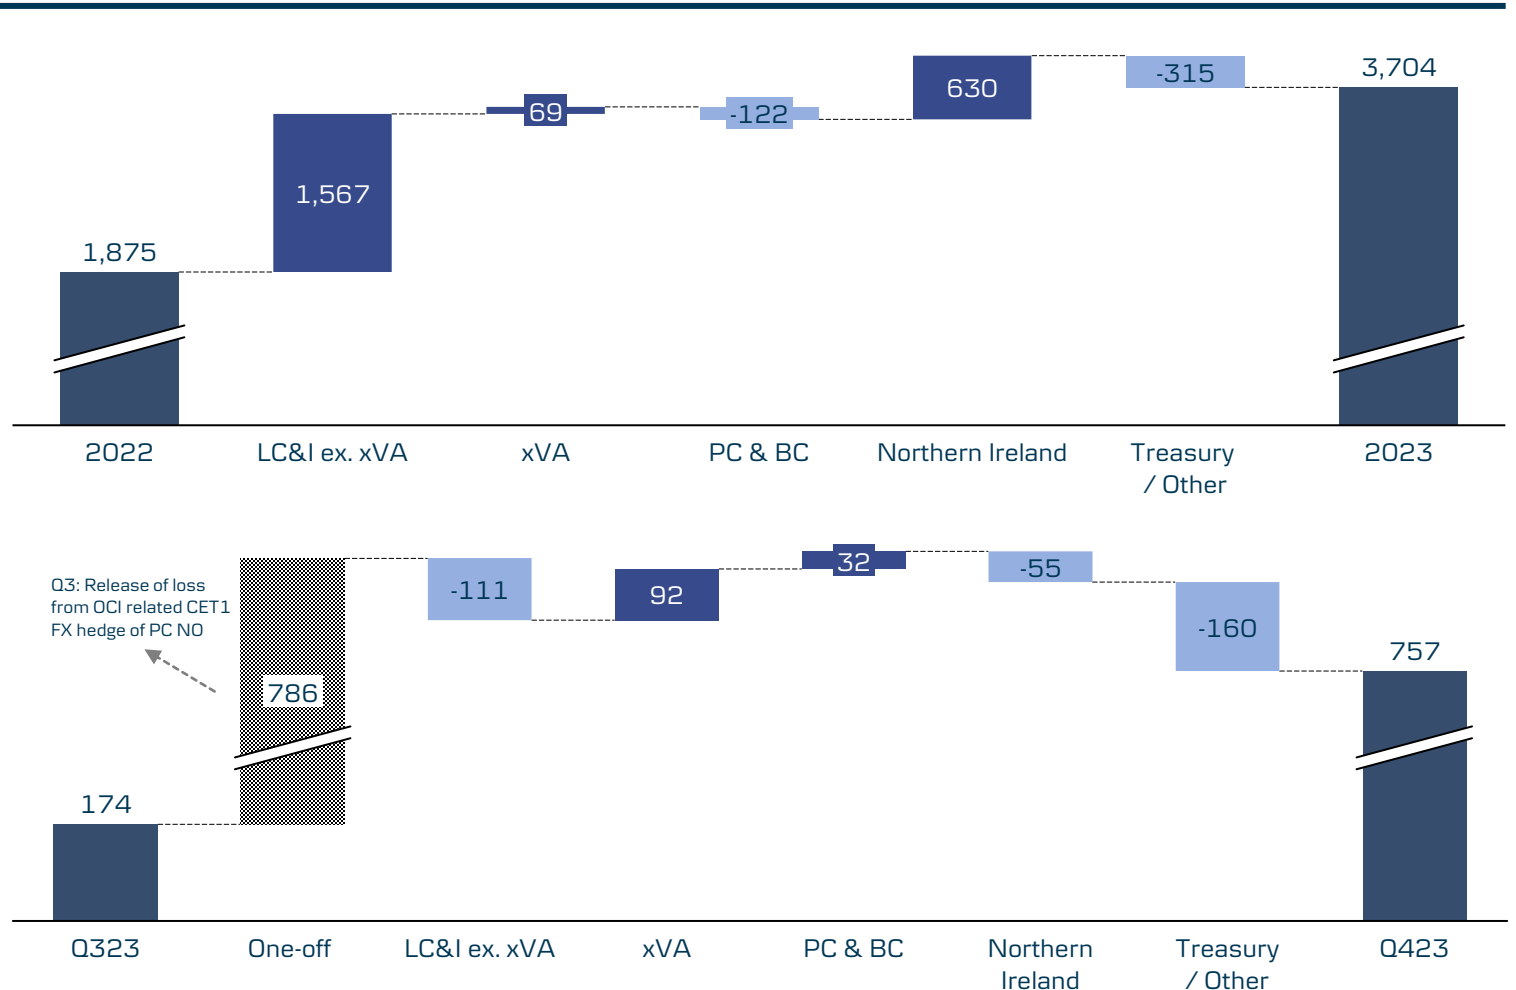 3,704
-315
630
69
-122
1,567
1,875
2022
LC&I ex. xVA
xVA
PC & BC
Northern Ireland
Treasury
/ Other
2023
Q3: Release of loss
from OCI related CET1
FX hedge of PC NO
786
174
-111
92
32
-55
-160
757
Q323
One-off
LC&I ex. xVA
xVA
PC & BC
Northern
Ireland
Treasury
/ Other
Q423